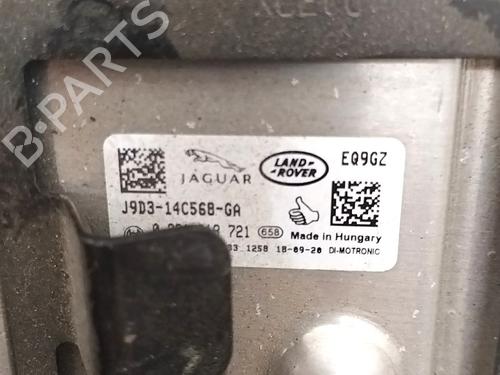 B-PARTS
JAGUAR
LAND-
ROVER
EQ9GZ
J9D3-14C568-GA
721 658 Made in Hungary
1258 18-09-20 DI-MOTRONIC